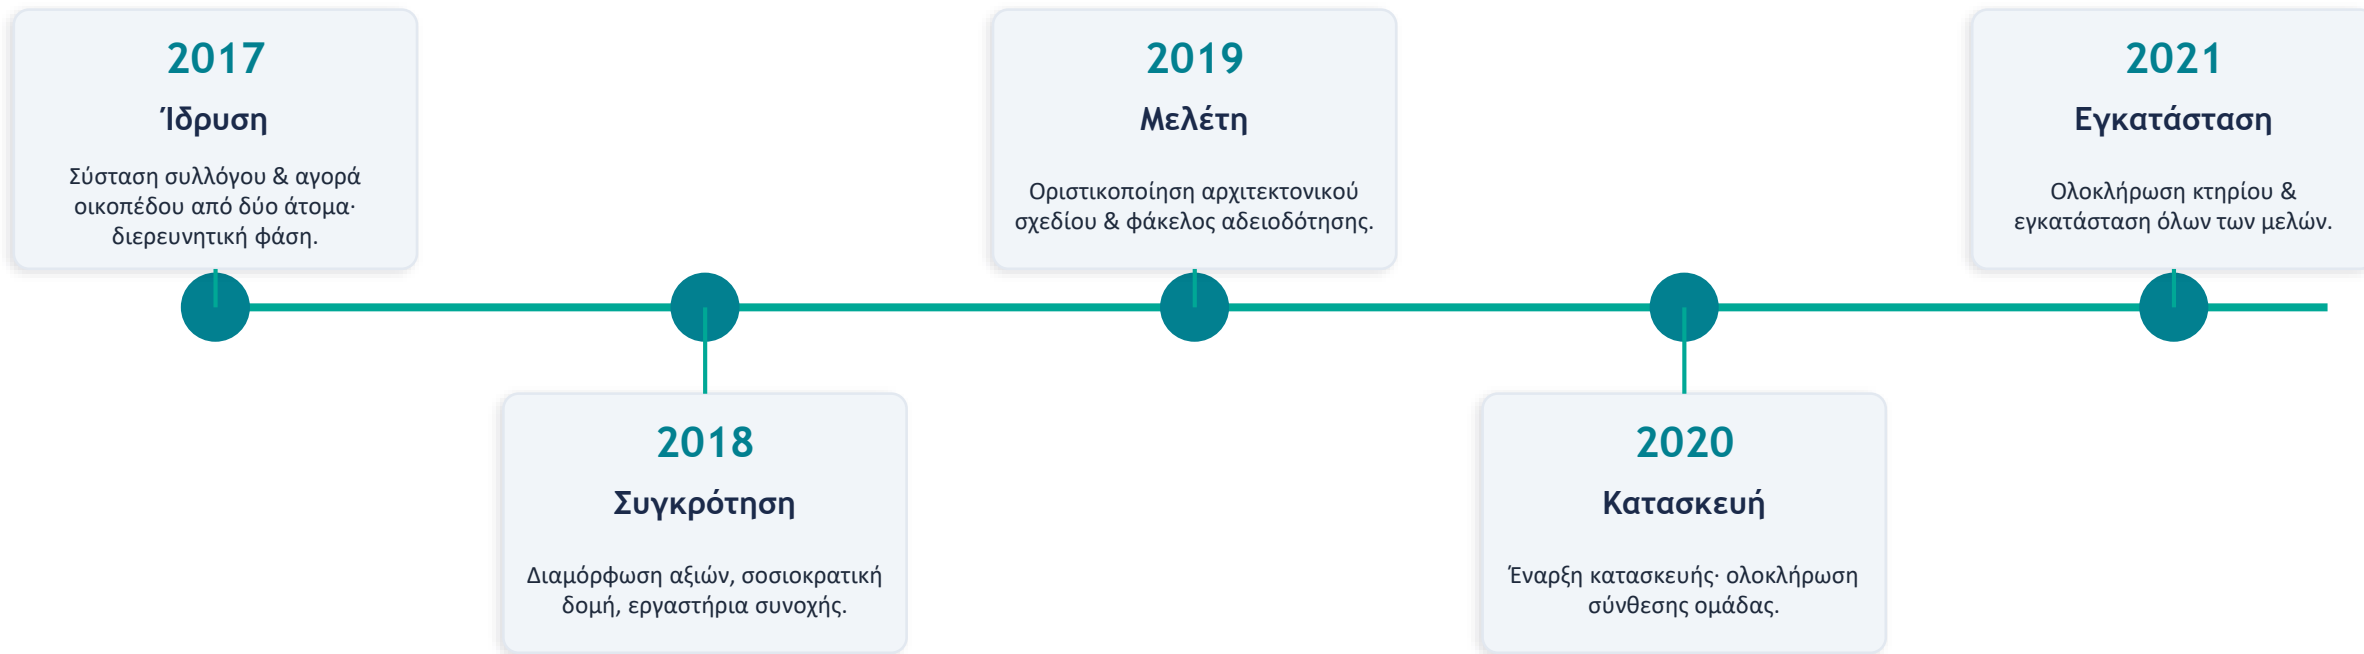 2017
Ίδρυση
Σύσταση συλλόγου & αγορά
οικοπέδου από δύο άτομα·
διερευνητική φάση.
2018
Συγκρότηση
Διαμόρφωση αξιών, σοσιοκρατική
δομή, εργαστήρια συνοχής.
2019
Μελέτη
Οριστικοποίηση αρχιτεκτονικού
σχεδίου & φάκελος αδειοδότησης.
2020
Κατασκευή
Έναρξη κατασκευής· ολοκλήρωση
σύνθεσης ομάδας.
2021
Εγκατάσταση
Ολοκλήρωση κτηρίου &
εγκατάσταση όλων των μελών.